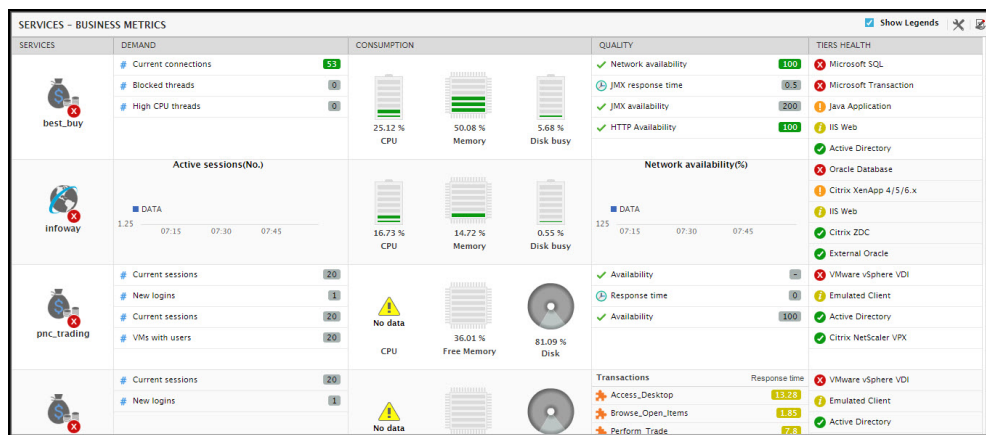 SERVICES - BUSINESS METRICS
Show Legends
SERVICES DEMAND CONSUMPTION QUALITY TIERS HEALTH
best_buy
# Current connections 53
# Blocked threads 0
# High CPU threads 0
25.12 % 50.08 % 5.68 %
CPU Memory Disk busy
Network availability 100
JMX response time 0.5
JMX availability 200
HTTP Availability 100
Microsoft SQL
Microsoft Transaction
Java Application
IIS Web
Active Directory
infoway
Active sessions(No.)
DATA
1.25
07:15 07:30 07:45
16.73 % 14.72 % 0.55 %
CPU Memory Disk busy
Network availability(%)
DATA
125
07:15 07:30 07:45
Oracle Database
Citrix XenApp 4/5/6.x
IIS Web
Citrix ZDC
External Oracle
pnc_trading
# Current sessions 20
# New logins 1
# Current sessions 20
# VMs with users 20
No data
36.01 % 81.09 %
CPU Free Memory Disk
Availability -
Response time 0
Availability 100
VMware vSphere VDI
Emulated Client
Active Directory
Citrix NetScaler VPX
# Current sessions 20
# New logins 1
No data
Transactions Response time
Access_Desktop 13.28
Browse_Open_Items 1.85
Perform_Trade 7.8
VMware vSphere VDI
Emulated Client
Active Directory